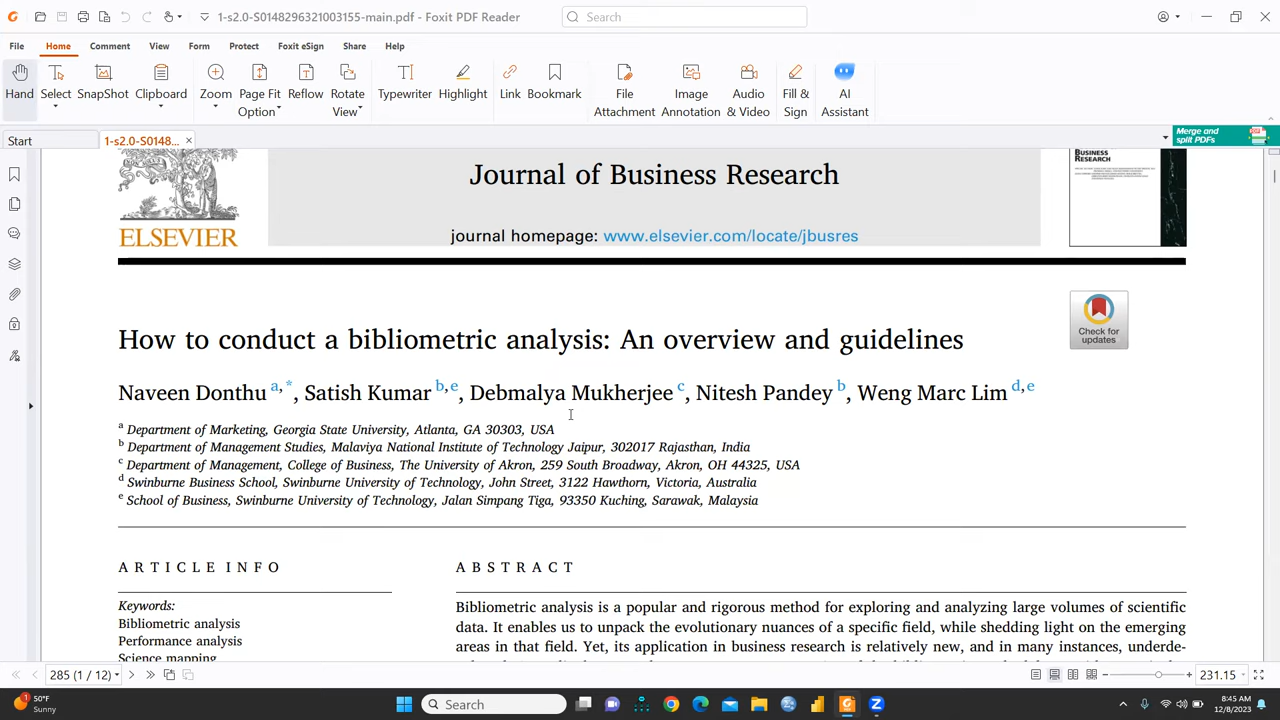 1-s2.0-S0148296321003155-main.pdf - Foxit PDF Reader
Search
File Home Comment View Form Protect Foxit eSign Share Help
Hand Select SnapShot Clipboard Zoom Page Fit Option Reflow Rotate View Typewriter Highlight Link Bookmark File Attachment Image Annotation Audio & Video Fill & Sign AI Assistant
Start
1-s2.0-S0148...
Merge and
split PDFs
BUSINESS
RESEARCH
Journal of Business Research
ELSEVIER
journal homepage: www.elsevier.com/locate/jbusres
Check for
updates
How to conduct a bibliometric analysis: An overview and guidelines
Naveen Donthu a,*, Satish Kumar b,e, Debmalya Mukherjee c, Nitesh Pandey b, Weng Marc Lim d,e
a Department of Marketing, Georgia State University, Atlanta, GA 30303, USA
b Department of Management Studies, Malaviya National Institute of Technology Jaipur, 302017 Rajasthan, India
c Department of Management, College of Business, The University of Akron, 259 South Broadway, Akron, OH 44325, USA
d Swinburne Business School, Swinburne University of Technology, John Street, 3122 Hawthorn, Victoria, Australia
e School of Business, Swinburne University of Technology, Jalan Simpang Tiga, 93350 Kuching, Sarawak, Malaysia
ARTICLE INFO
Keywords:
Bibliometric analysis
Performance analysis
Science mapping
ABSTRACT
Bibliometric analysis is a popular and rigorous method for exploring and analyzing large volumes of scientific
data. It enables us to unpack the evolutionary nuances of a specific field, while shedding light on the emerging
areas in that field. Yet, its application in business research is relatively new, and in many instances, underde-
285 (1 / 12)
231.15
1
50°F
Sunny
Search
8:45 AM
12/8/2023